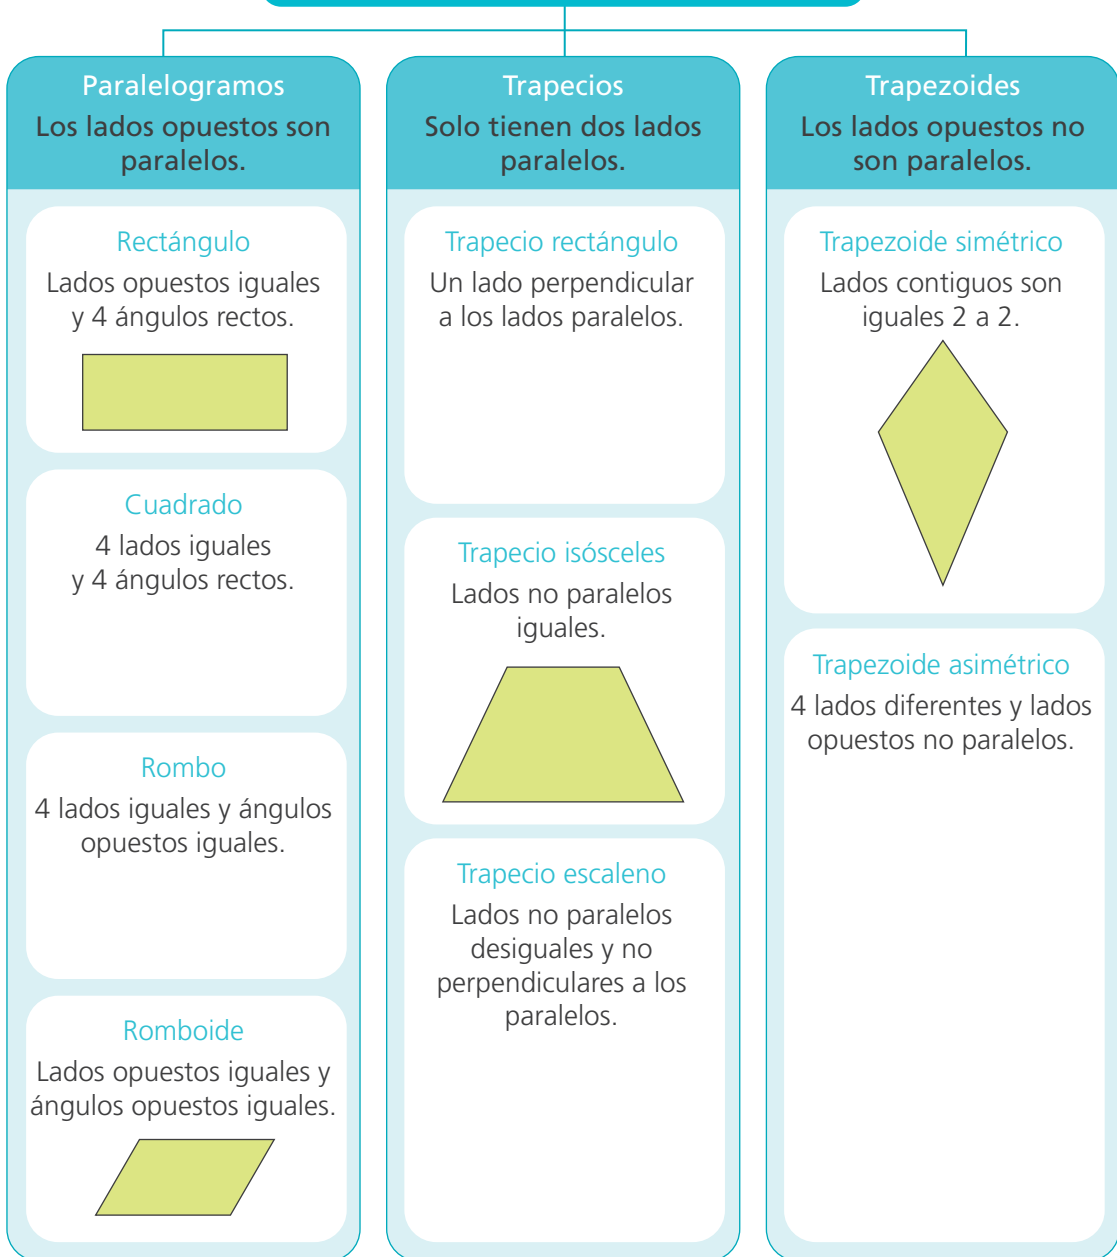 Paralelogramos
Los lados opuestos son
paralelos.
Rectángulo
Lados opuestos iguales
y 4 ángulos rectos.
Cuadrado
4 lados iguales
y 4 ángulos rectos.
Rombo
4 lados iguales y ángulos
opuestos iguales.
Romboide
Lados opuestos iguales y
ángulos opuestos iguales.
Trapecios
Solo tienen dos lados
paralelos.
Trapecio rectángulo
Un lado perpendicular
a los lados paralelos.
Trapecio isósceles
Lados no paralelos
iguales.
Trapecio escaleno
Lados no paralelos
desiguales y no
perpendiculares a los
paralelos.
Trapezoides
Los lados opuestos no
son paralelos.
Trapezoide simétrico
Lados contiguos son
iguales 2 a 2.
Trapezoide asimétrico
4 lados diferentes y lados
opuestos no paralelos.